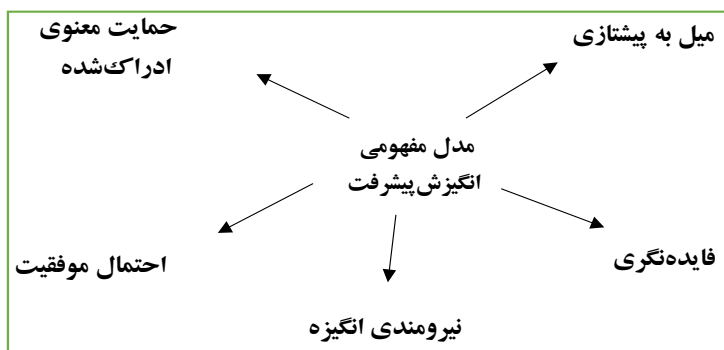 میل به پیشتازی
حمایت معنوی
ادراک‌شده
مدل مفهومی
انگیزش‌پیشرفت
فایده‌نگری
احتمال موفقیت
نیرومندی انگیزه